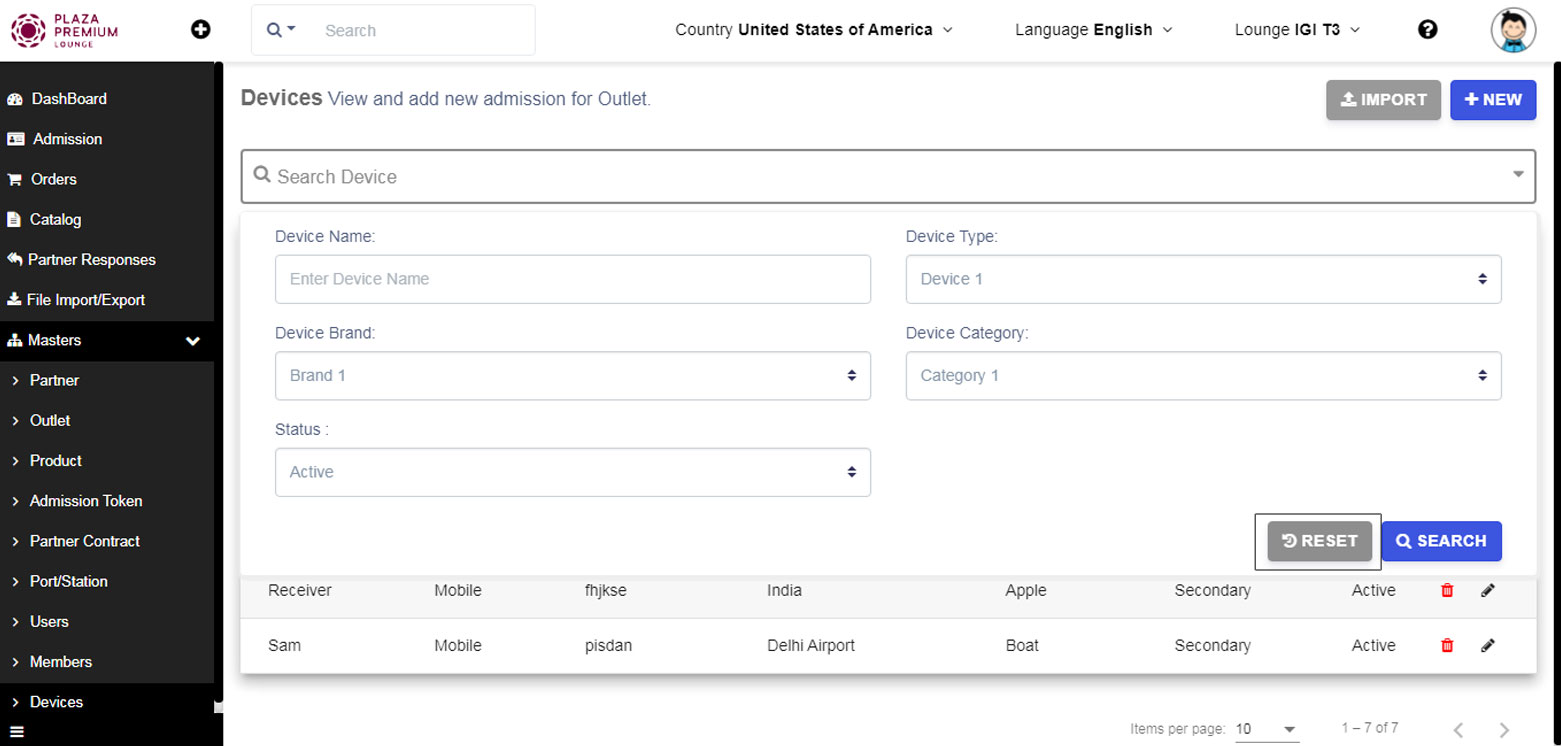 PLAZA
PREMIUM
LOUNGE
Search
Country United States of America
Language English
Lounge IGI T3
DashBoard
Admission
Orders
Catalog
Partner Responses
File Import/Export
Masters
Partner
Outlet
Product
Admission Token
Partner Contract
Port/Station
Users
Members
Devices
Devices View and add new admission for Outlet.
IMPORT
NEW
Search Device
Device Name:
Device Type:
Enter Device Name
Device 1
Device Brand:
Device Category:
Brand 1
Category 1
Status :
Active
RESET
SEARCH
Receiver Mobile fhjkse India Apple Secondary Active
Sam Mobile pisdan Delhi Airport Boat Secondary Active
Items per page: 10 1 – 7 of 7